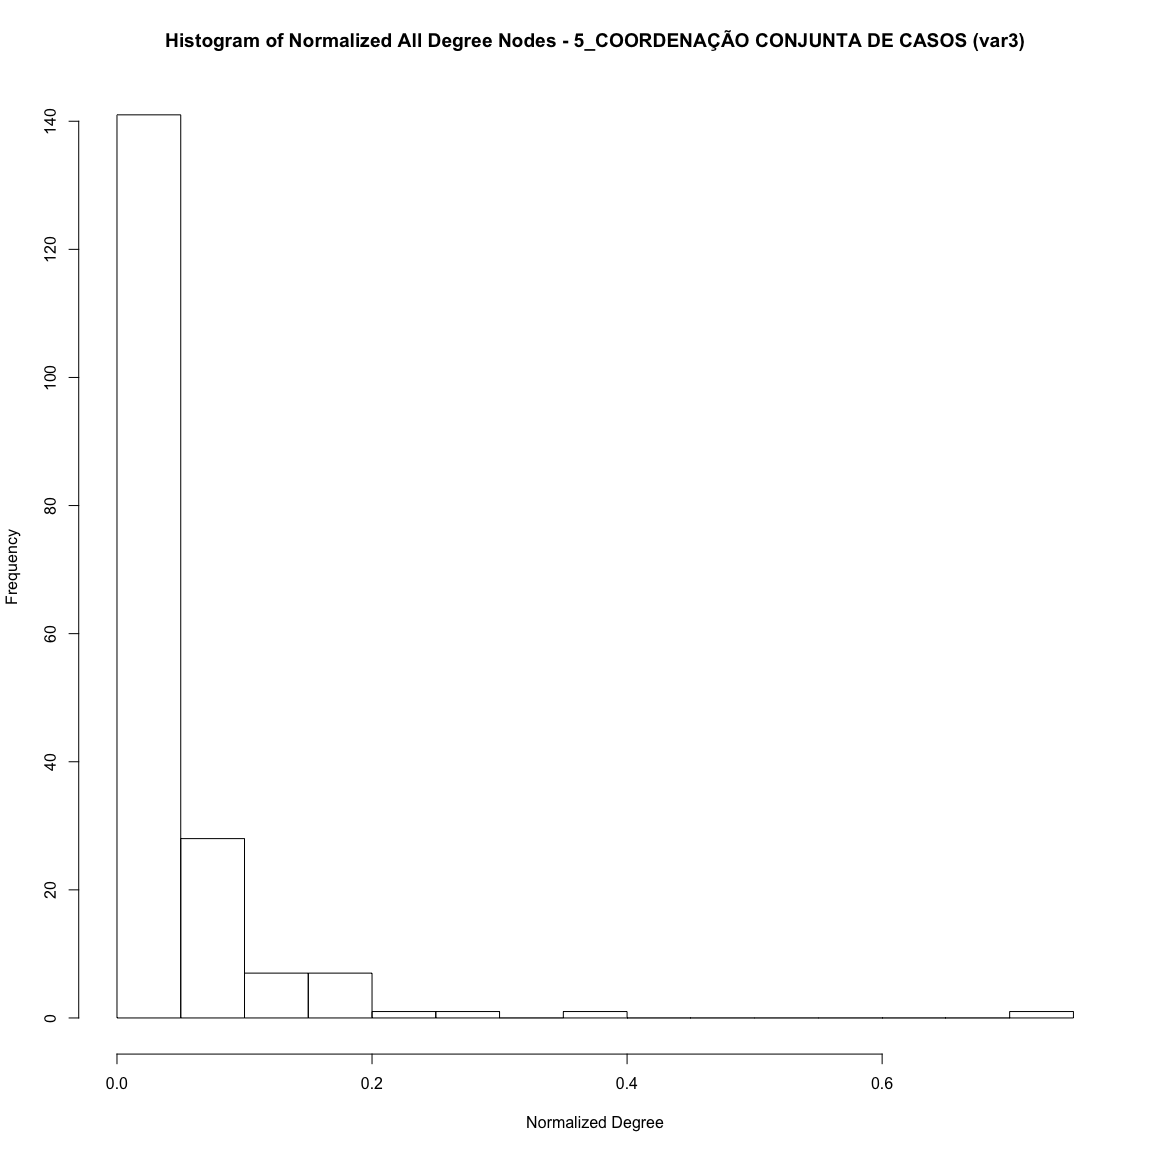 Histogram of Normalized All Degree Nodes - 5_COORDENAÇÃO CONJUNTA DE CASOS (var3)
140
120
100
80
60
40
20
0
Frequency
0.0 0.2 0.4 0.6
Normalized Degree